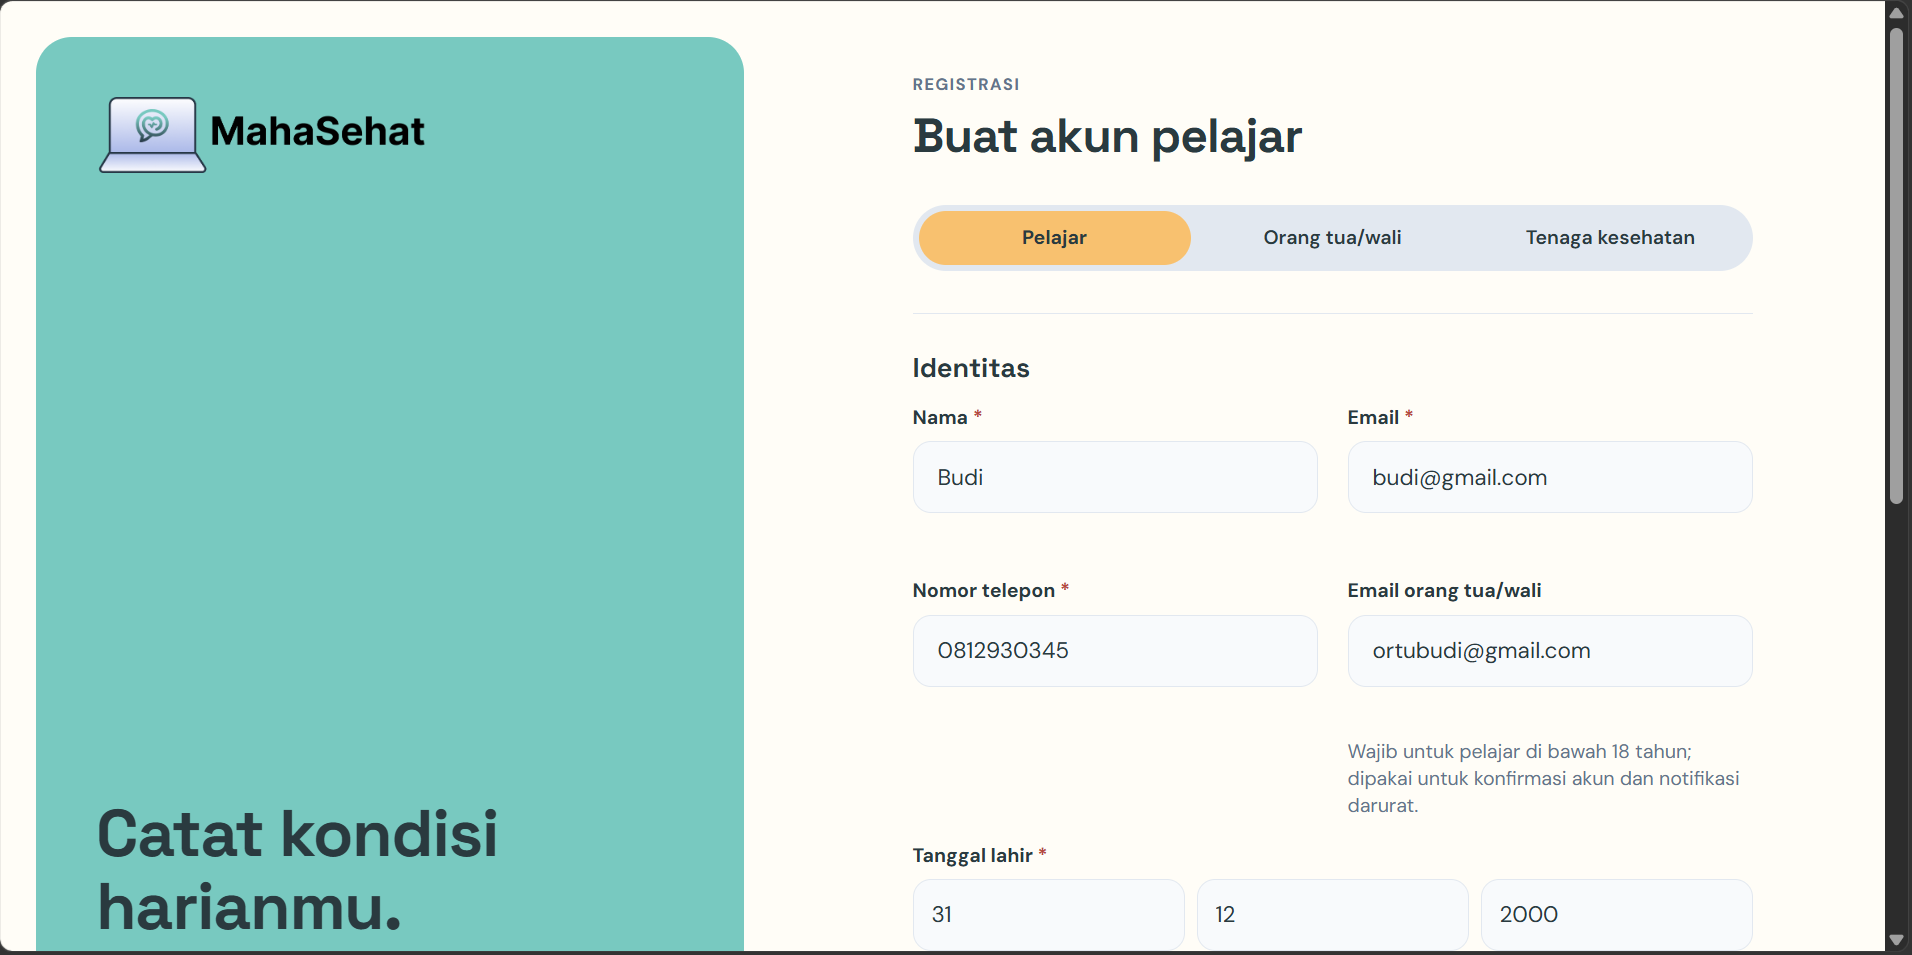 MahaSehat
Catat kondisi
harianmu.
REGISTRASI
Buat akun pelajar
Pelajar
Orang tua/wali
Tenaga kesehatan
Identitas
Nama *
Email *
Budi
budi@gmail.com
Nomor telepon *
Email orang tua/wali
0812930345
ortubudi@gmail.com
Wajib untuk pelajar di bawah 18 tahun;
dipakai untuk konfirmasi akun dan notifikasi
darurat.
Tanggal lahir *
31
12
2000